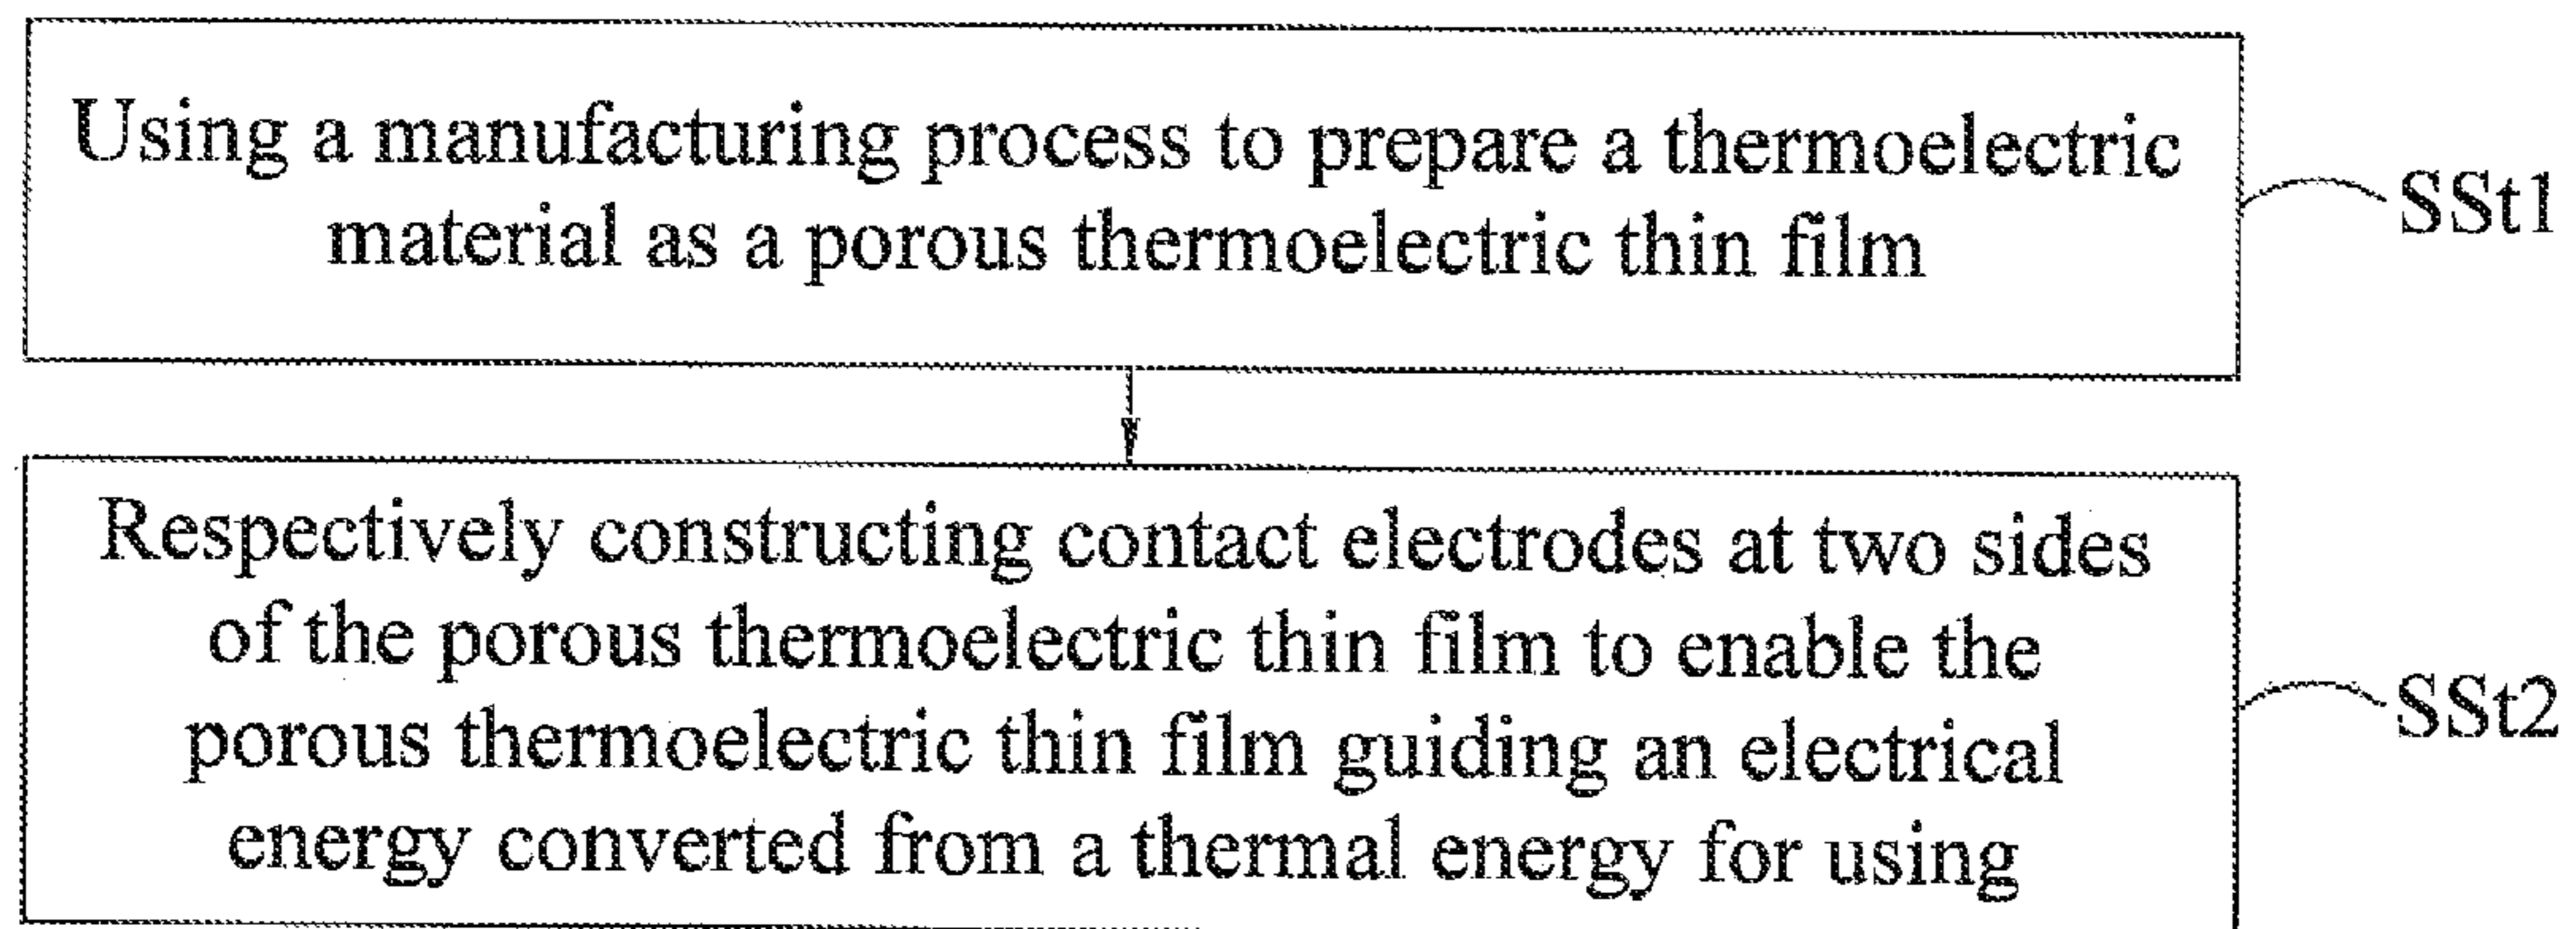 Using a manufacturing process to prepare a thermoelectric
material as a porous thermoelectric thin film
SSt1
Respectively constructing contact electrodes at two sides
of the porous thermoelectric thin film to enable the
porous thermoelectric thin film guiding an electrical
energy converted from a thermal energy for using
SSt2